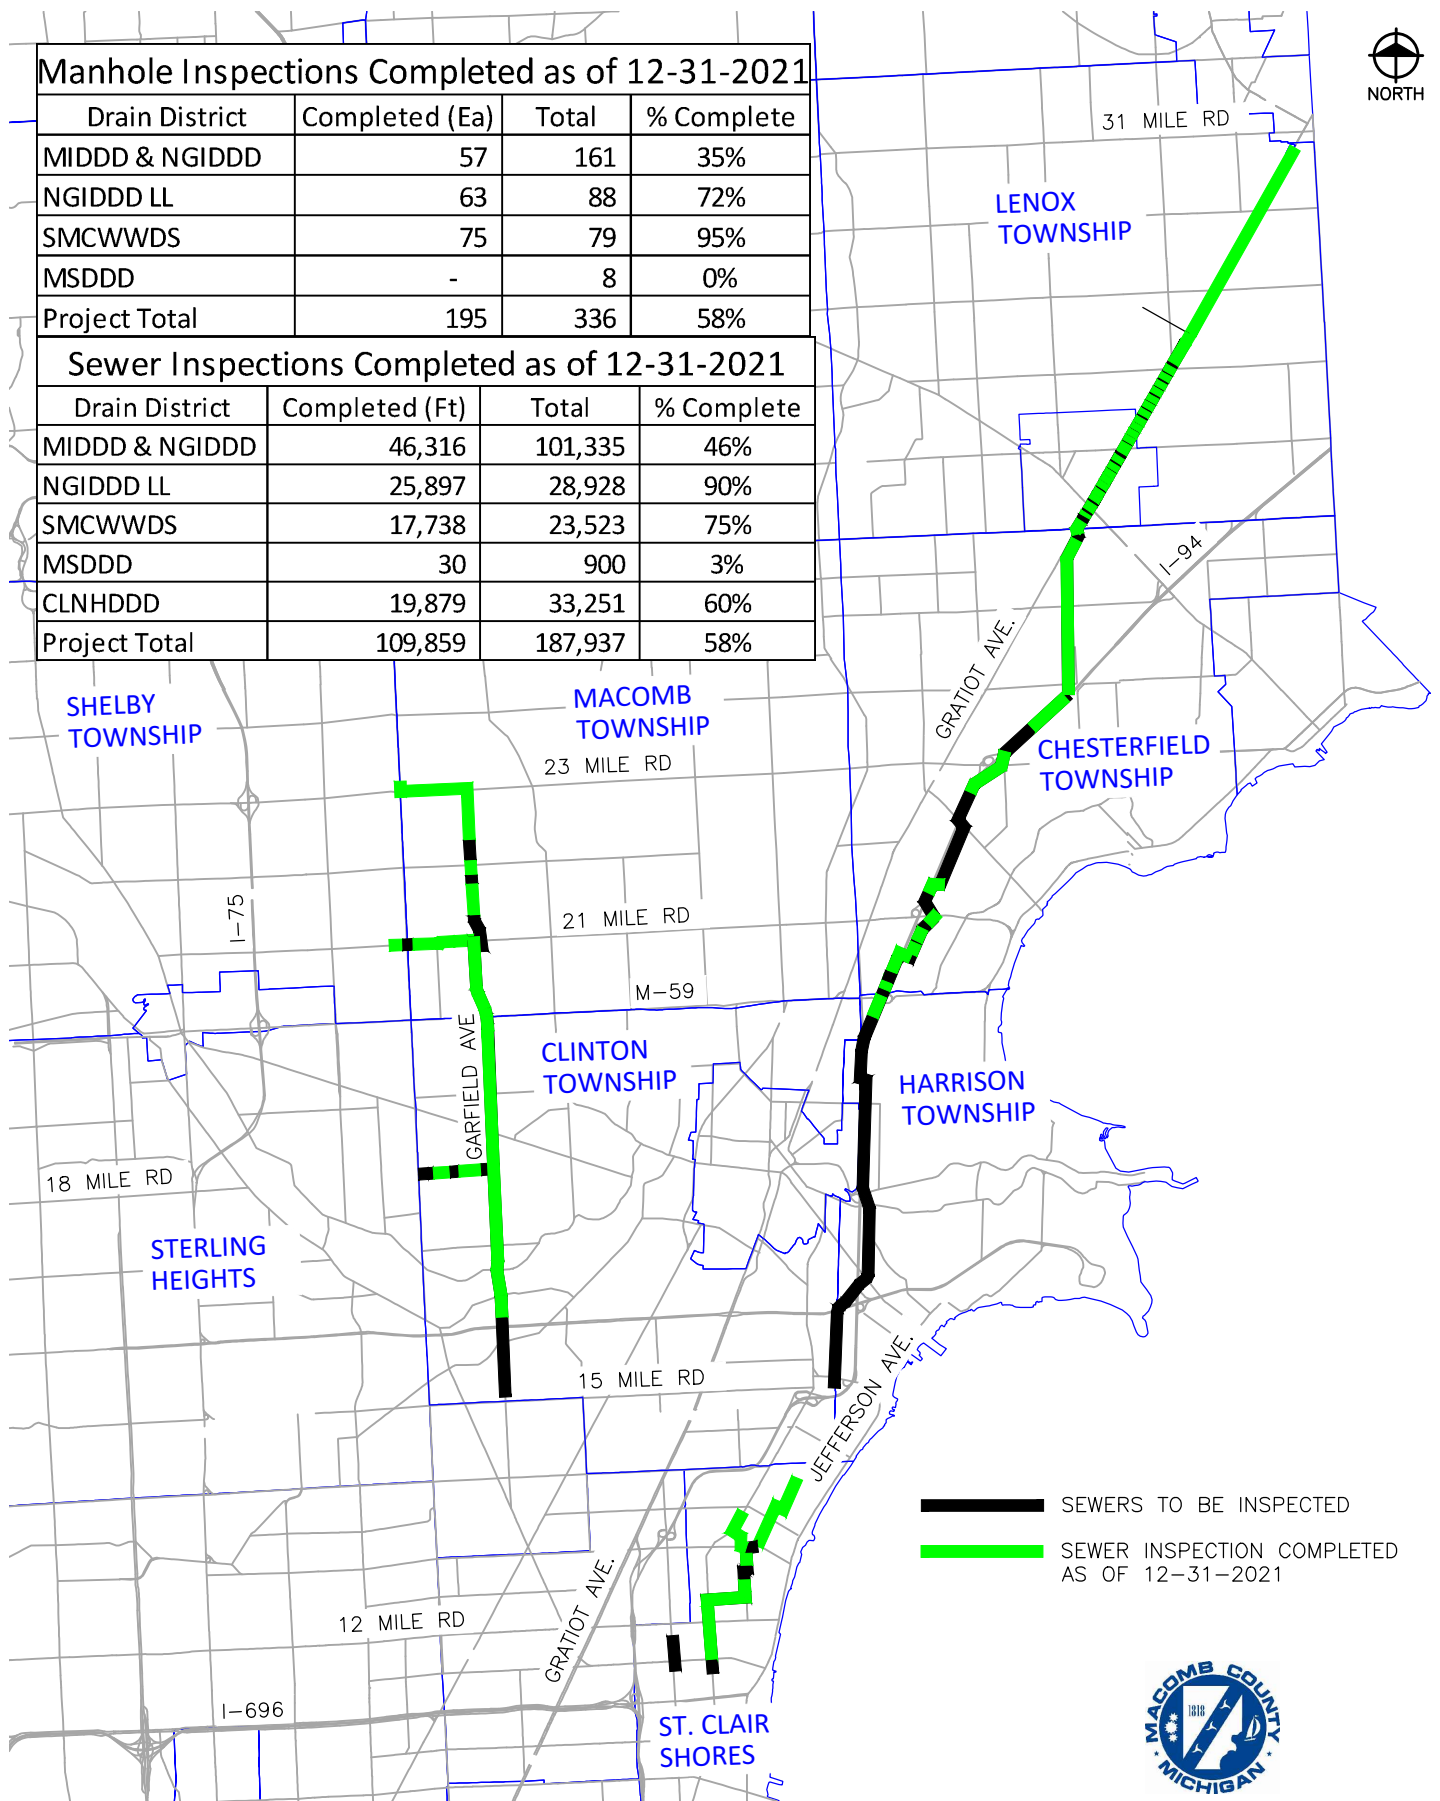 Manhole Inspections Completed as of 12-31-2021
Drain District Completed (Ea) Total % Complete
MIDDD & NGIDDD 57 161 35%
NGIDDD LL 63 88 72%
SMCWWDS 75 79 95%
MSDDD - 8 0%
Project Total 195 336 58%
Sewer Inspections Completed as of 12-31-2021
Drain District Completed (Ft) Total % Complete
MIDDD & NGIDDD 46,316 101,335 46%
NGIDDD LL 25,897 28,928 90%
SMCWWDS 17,738 23,523 75%
MSDDD 30 900 3%
CLNHDDD 19,879 33,251 60%
Project Total 109,859 187,937 58%
NORTH
31 MILE RD
LENOX
TOWNSHIP
I-94
GRATIOT AVE.
SHELBY
TOWNSHIP
MACOMB
TOWNSHIP
CHESTERFIELD
TOWNSHIP
23 MILE RD
I-75
21 MILE RD
M-59
GARFIELD AVE
CLINTON
TOWNSHIP
HARRISON
TOWNSHIP
18 MILE RD
STERLING
HEIGHTS
15 MILE RD
JEFFERSON AVE.
SEWERS TO BE INSPECTED
SEWER INSPECTION COMPLETED
AS OF 12-31-2021
12 MILE RD
GRATIOT AVE.
I-696
ST. CLAIR
SHORES
MACOMB COUNTY
1818
MICHIGAN